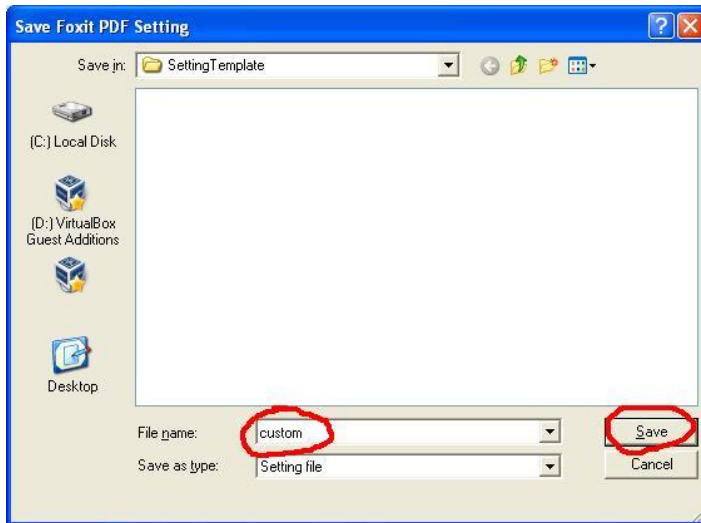 Save Foxit PDF Setting
Save in: SettingTemplate
(C:) Local Disk
(D:) VirtualBox
Guest Additions
Desktop
File name: custom Save
Save as type: Setting file Cancel